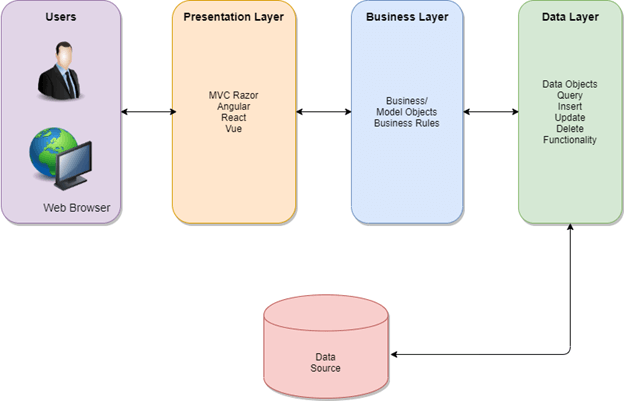 Users
Web Browser
Presentation Layer
MVC Razor
Angular
React
Vue
Business Layer
Business/
Model Objects
Business Rules
Data Layer
Data Objects
Query
Insert
Update
Delete
Functionality
Data
Source